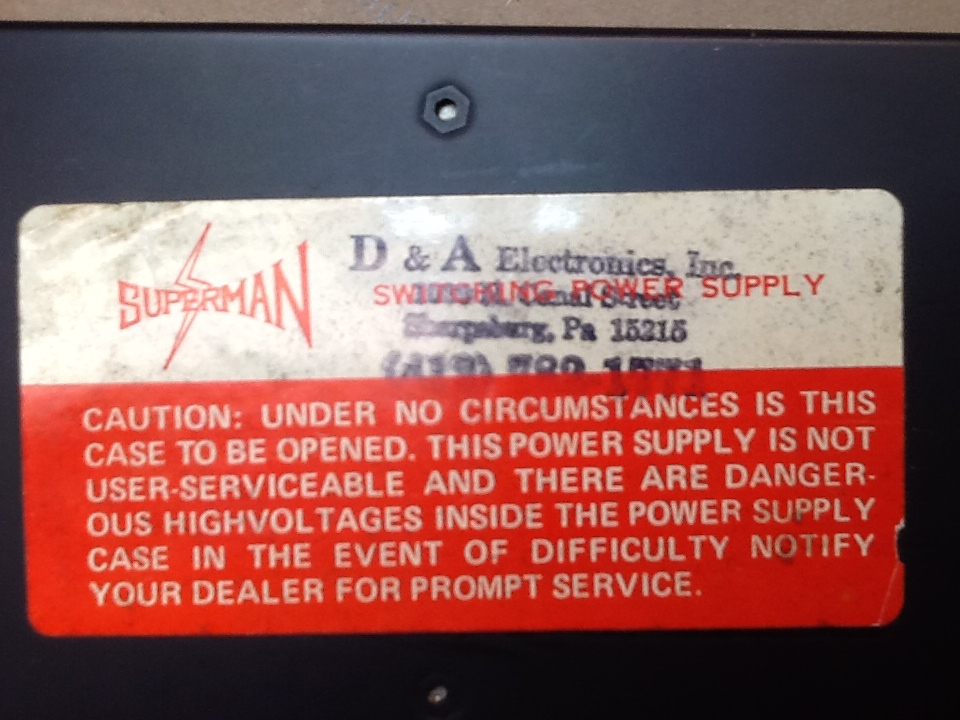 SUPERMAN
D & A Electronics, Inc.
SWITCHING POWER SUPPLY
Canal Street
Sharpsburg, Pa 15215
CAUTION: UNDER NO CIRCUMSTANCES IS THIS
CASE TO BE OPENED. THIS POWER SUPPLY IS NOT
USER-SERVICEABLE AND THERE ARE DANGER-
OUS HIGHVOLTAGES INSIDE THE POWER SUPPLY
CASE IN THE EVENT OF DIFFICULTY NOTIFY
YOUR DEALER FOR PROMPT SERVICE.